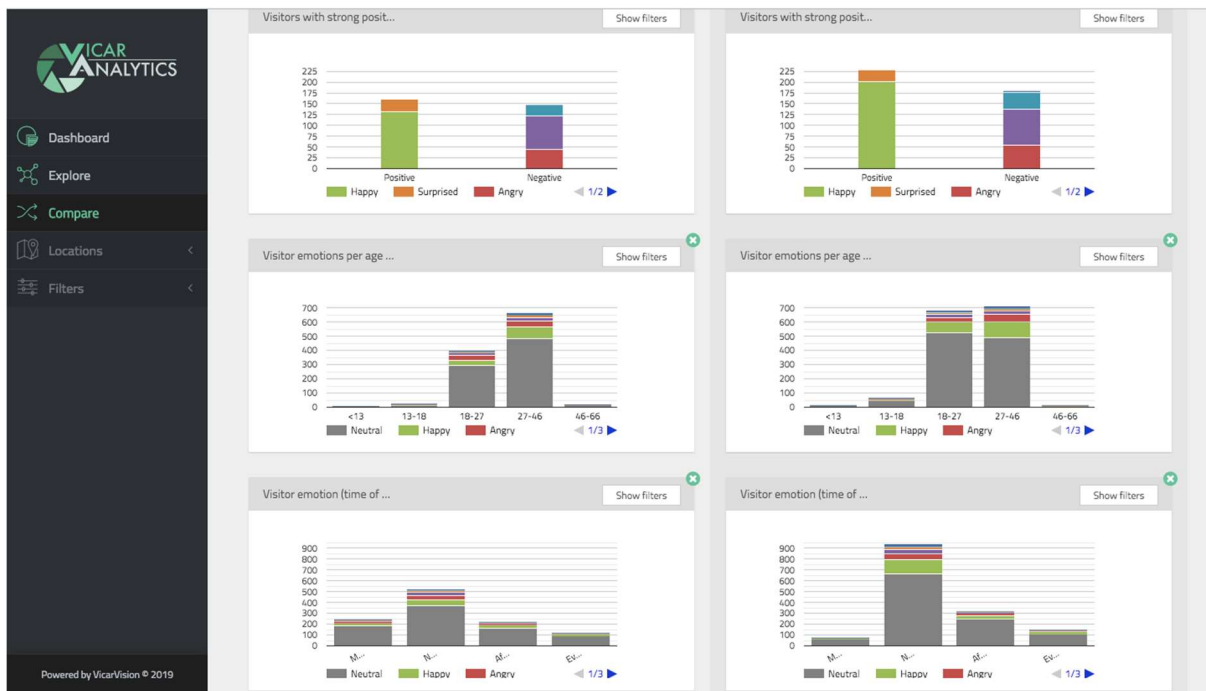 VICAR
ANALYTICS
Dashboard
Explore
Compare
Locations
Filters
Powered by VicarVision © 2019
Visitors with strong posit...
Show filters
225
200
175
150
125
100
75
50
25
0
Positive
Negative
Happy
Surprised
Angry
1/2
Visitors with strong posit...
Show filters
225
200
175
150
125
100
75
50
25
0
Positive
Negative
Happy
Surprised
Angry
1/2
Visitor emotions per age ...
Show filters
700
600
500
400
300
200
100
0
<13
13-18
18-27
27-46
46-66
Neutral
Happy
Angry
1/3
Visitor emotions per age ...
Show filters
700
600
500
400
300
200
100
0
<13
13-18
18-27
27-46
46-66
Neutral
Happy
Angry
1/3
Visitor emotion (time of ...
Show filters
900
800
700
600
500
400
300
200
100
0
M...
N...
Af...
Ev...
Neutral
Happy
Angry
1/3
Visitor emotion (time of ...
Show filters
900
800
700
600
500
400
300
200
100
0
M...
N...
Af...
Ev...
Neutral
Happy
Angry
1/3